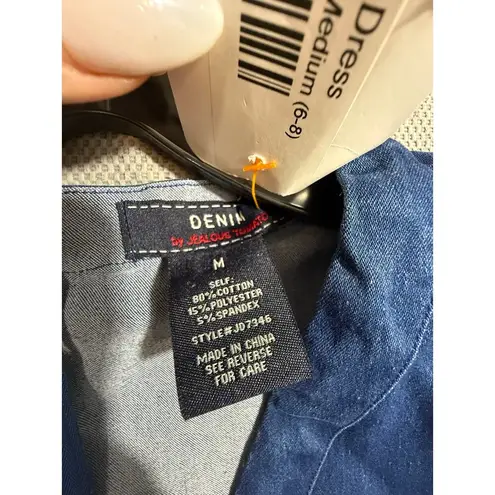 Dress
Medium (6-8)
DENIM
by JEALOUS TOMATO
M
SELF:
80% COTTON
15% POLYESTER
5% SPANDEX
STYLE#JD7346
MADE IN CHINA
SEE REVERSE
FOR CARE